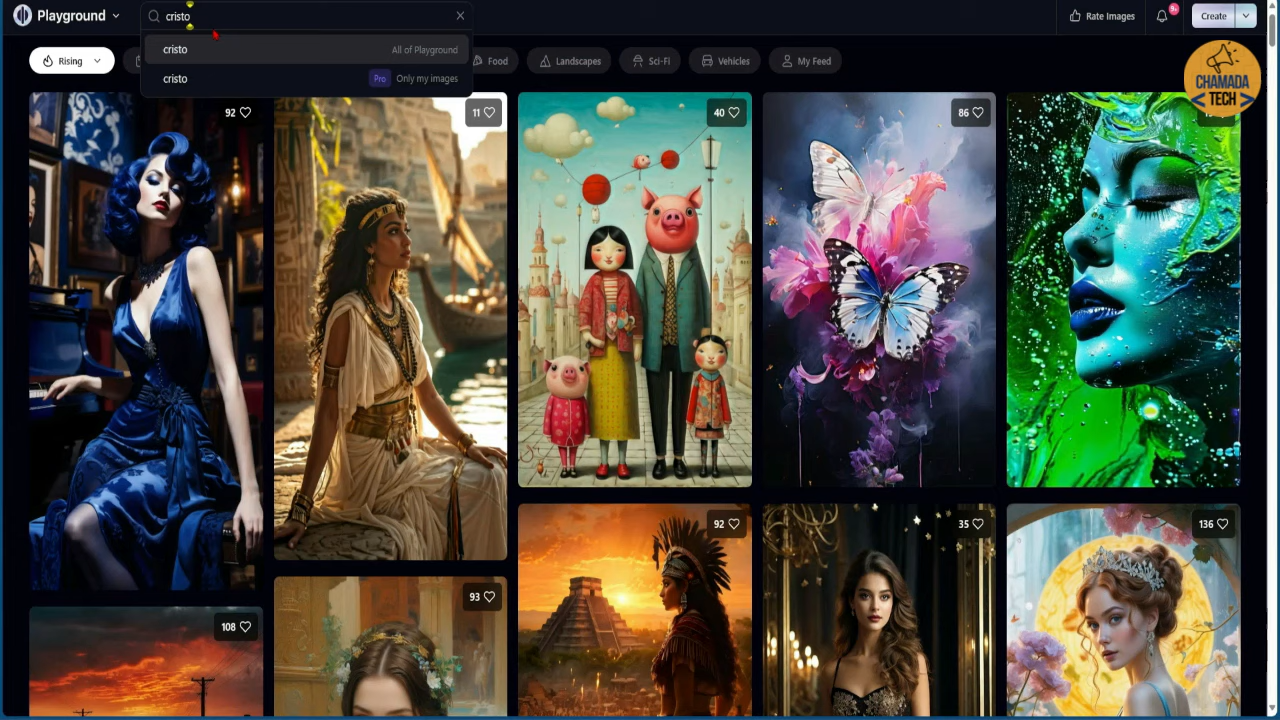 Playground
cristo
Rate Images
9+
Create
cristo
All of Playground
cristo
Pro
Only my images
Rising
Food
Landscapes
Sci-Fi
Vehicles
My Feed
CHAMADA
< TECH >
92
11
40
86
92
35
136
93
108